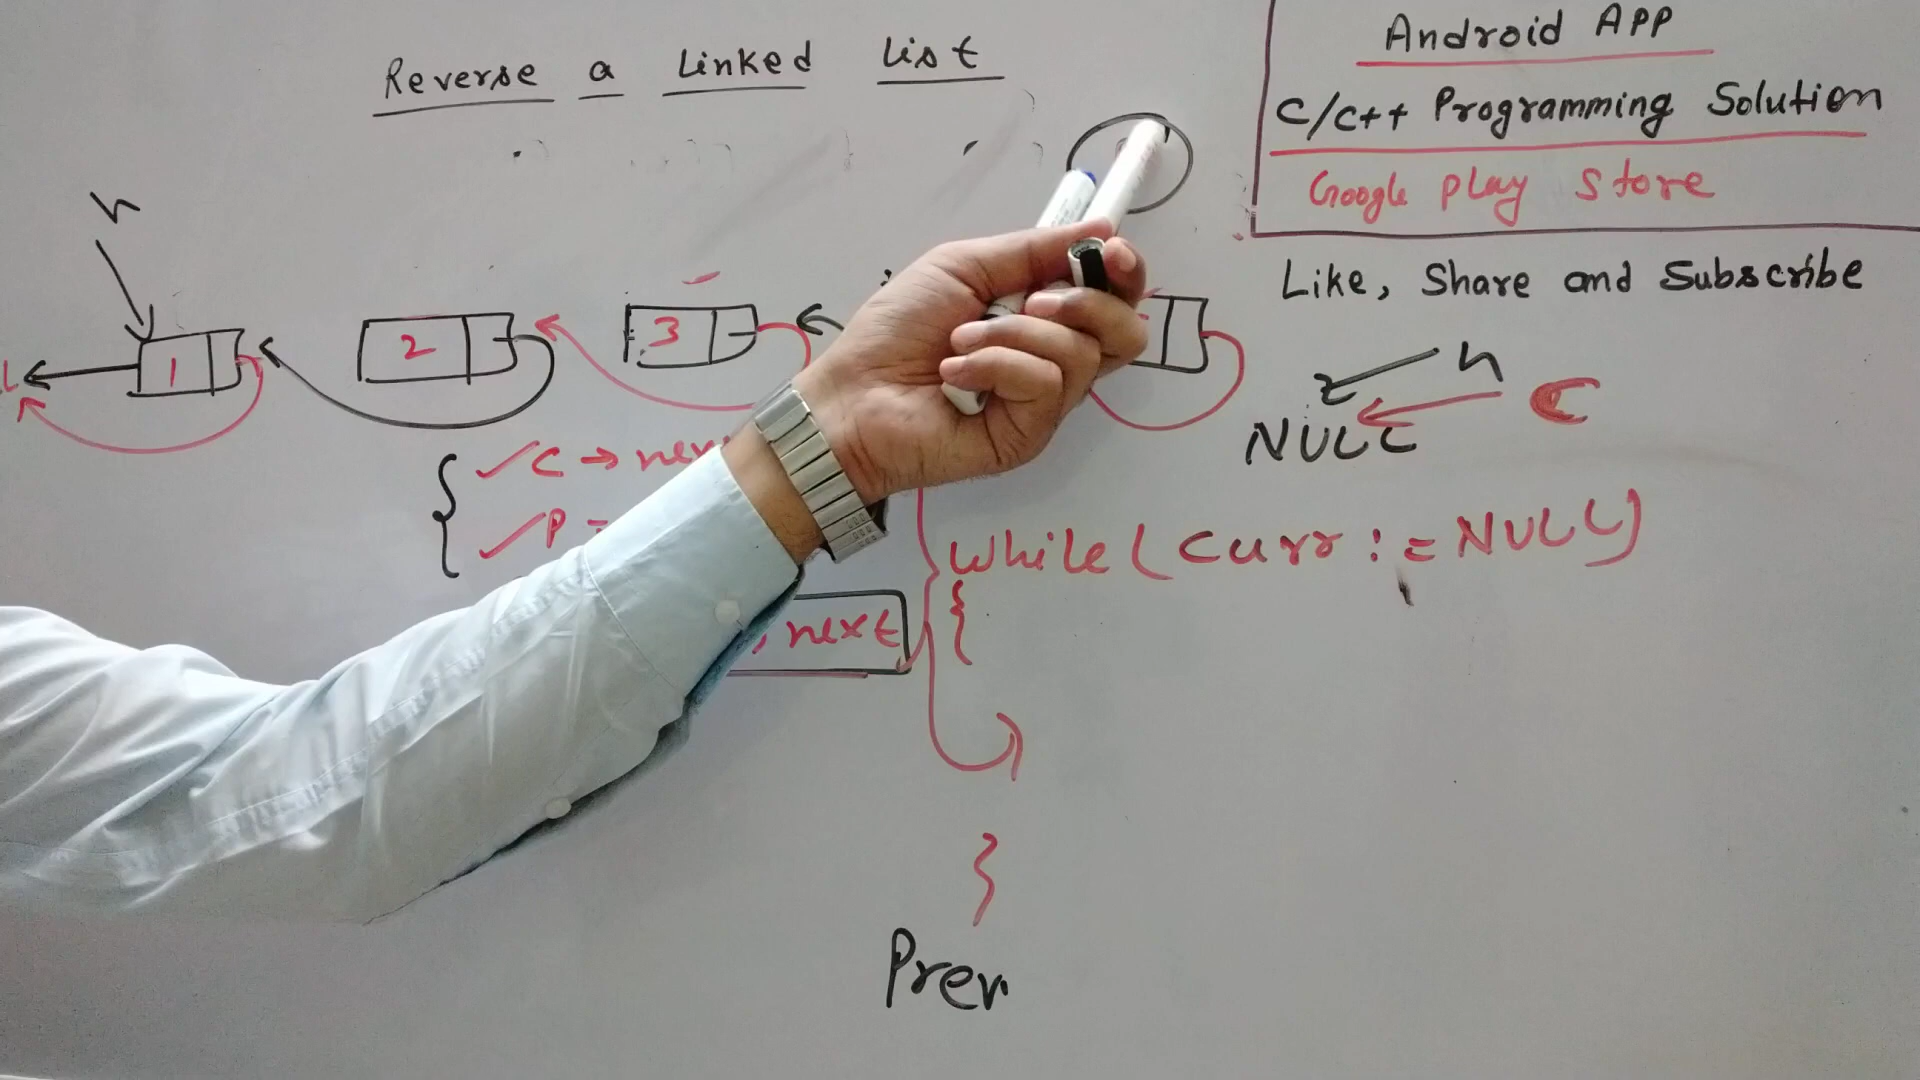 Reverse a Linked List
Android APP
C/C++ Programming Solution
Google Play Store
Like, Share and Subscribe
h
1
2
3
n
C
NULL
C → nex
P =
while ( curr != NULL )
{
, next
}
Prev